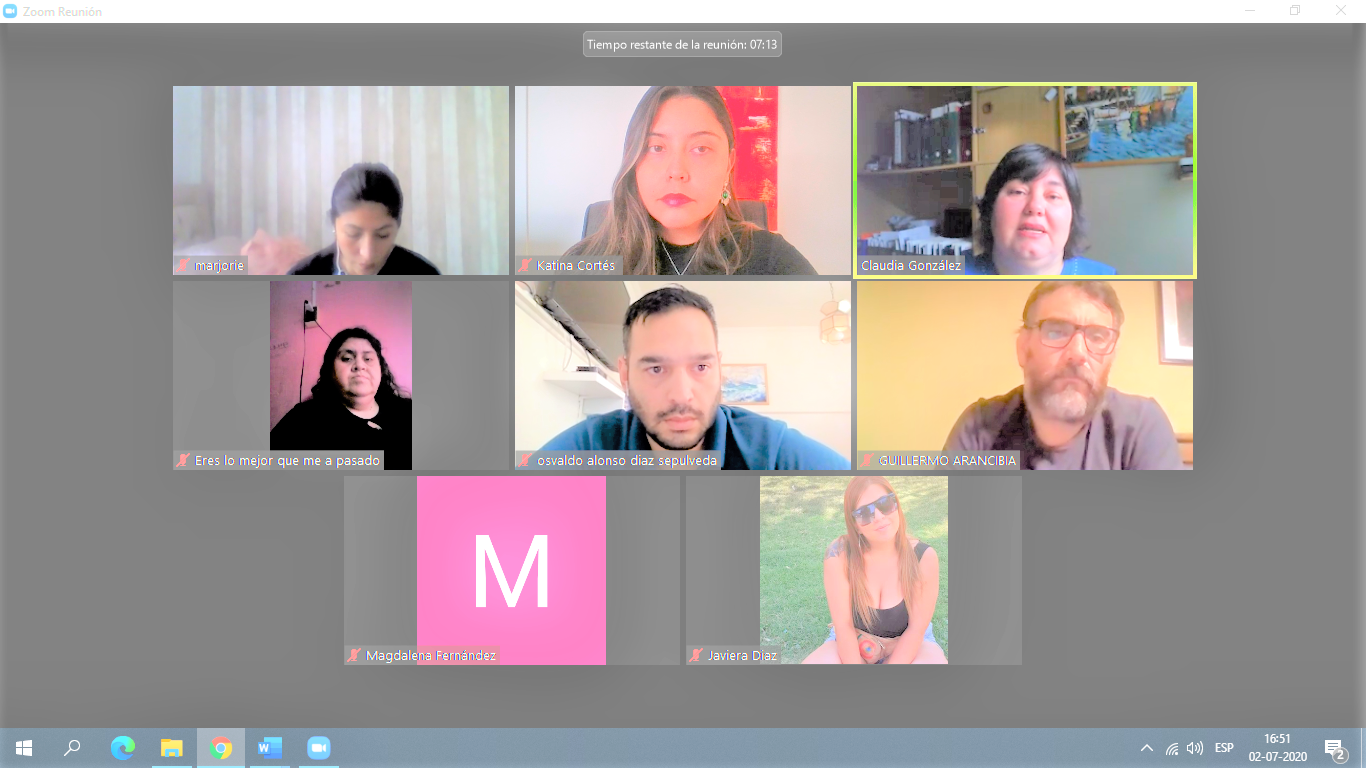 Zoom Reunión
Tiempo restante de la reunión: 07:13
marjorie
Katina Cortés
Claudia González
Eres lo mejor que me a pasado
osvaldo alonso diaz sepulveda
GUILLERMO ARANCIBIA
M
Magdalena Fernández
Javiera Diaz
W
ESP
16:51
02-07-2020
2